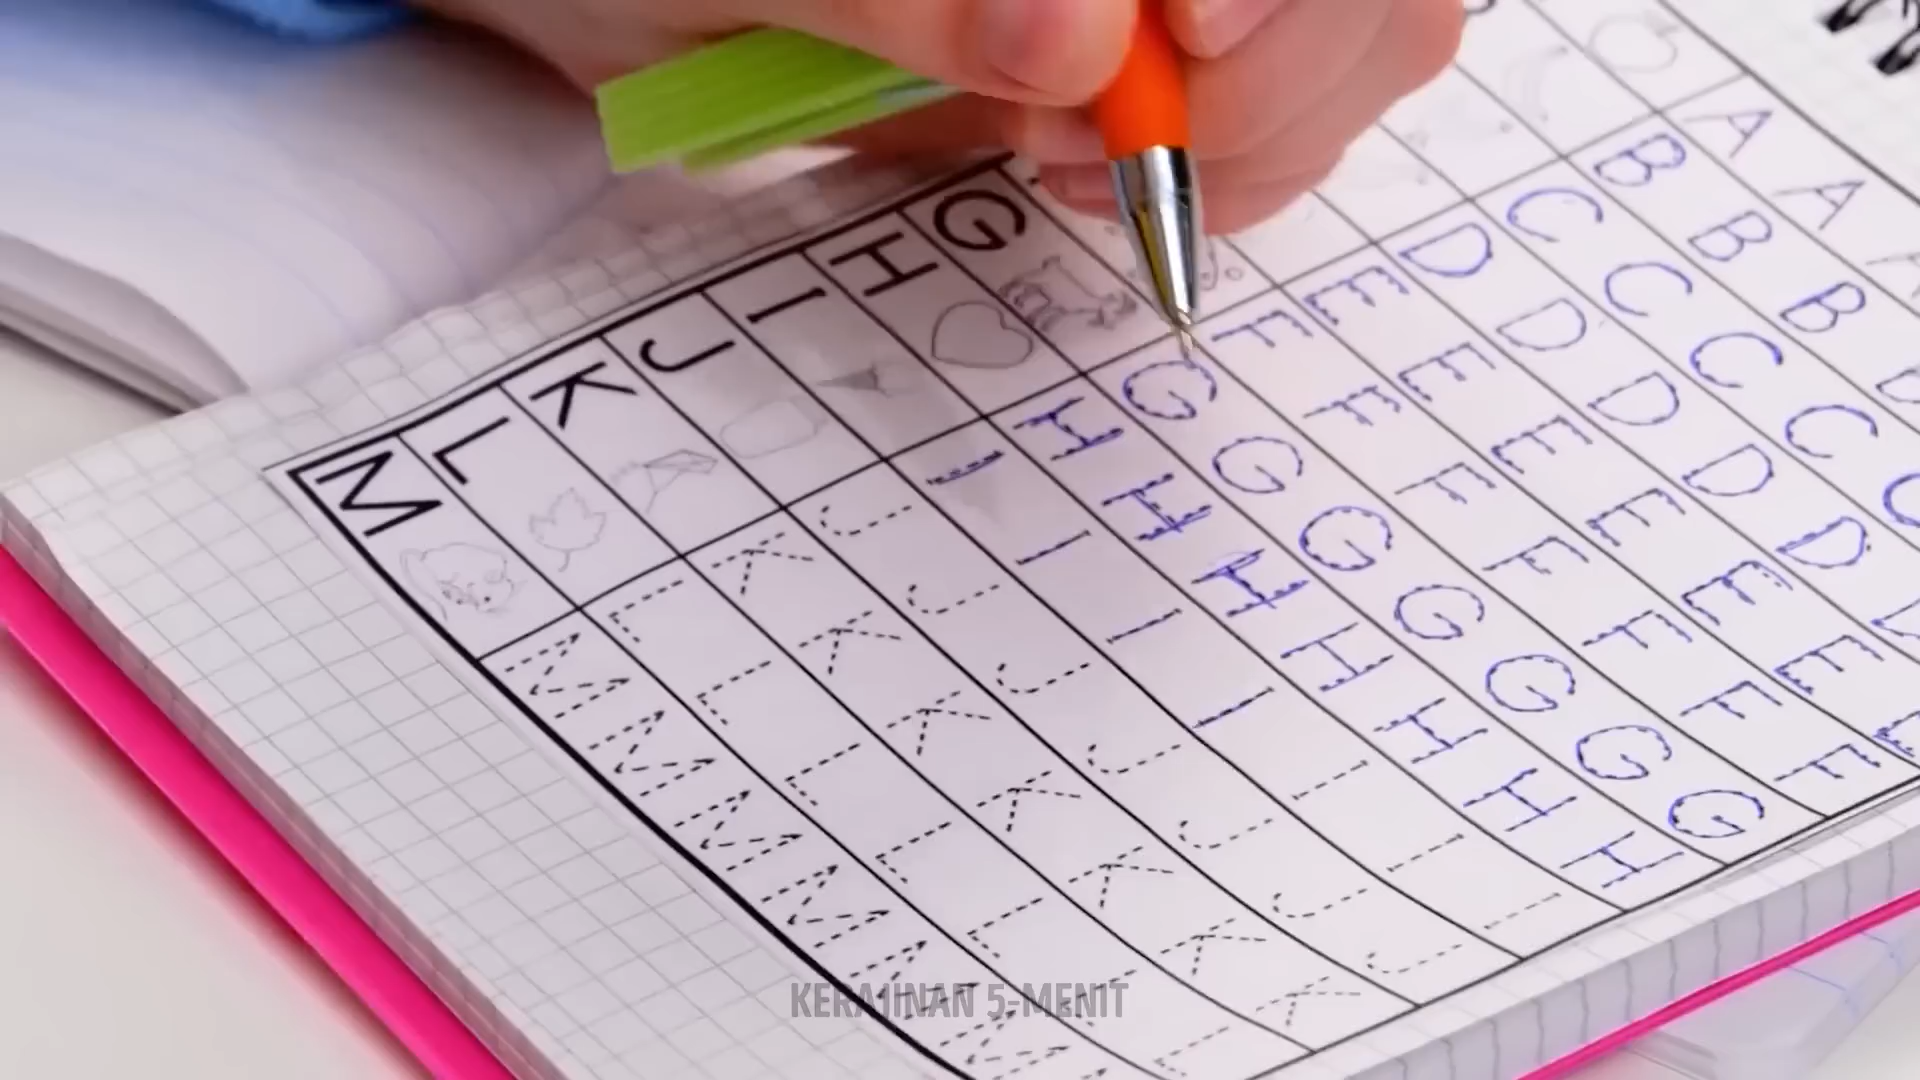 A A A
B B B B
C C C C C
D D D D D D
E E E E E E E
F F F F F F F
G G G G G G G G
H H H H H H H H
I I I I I I I I
J J J J J J J J
K K K K K K K K
L L L L L L L L
M M M M M M M
KERAJINAN 5-MENIT